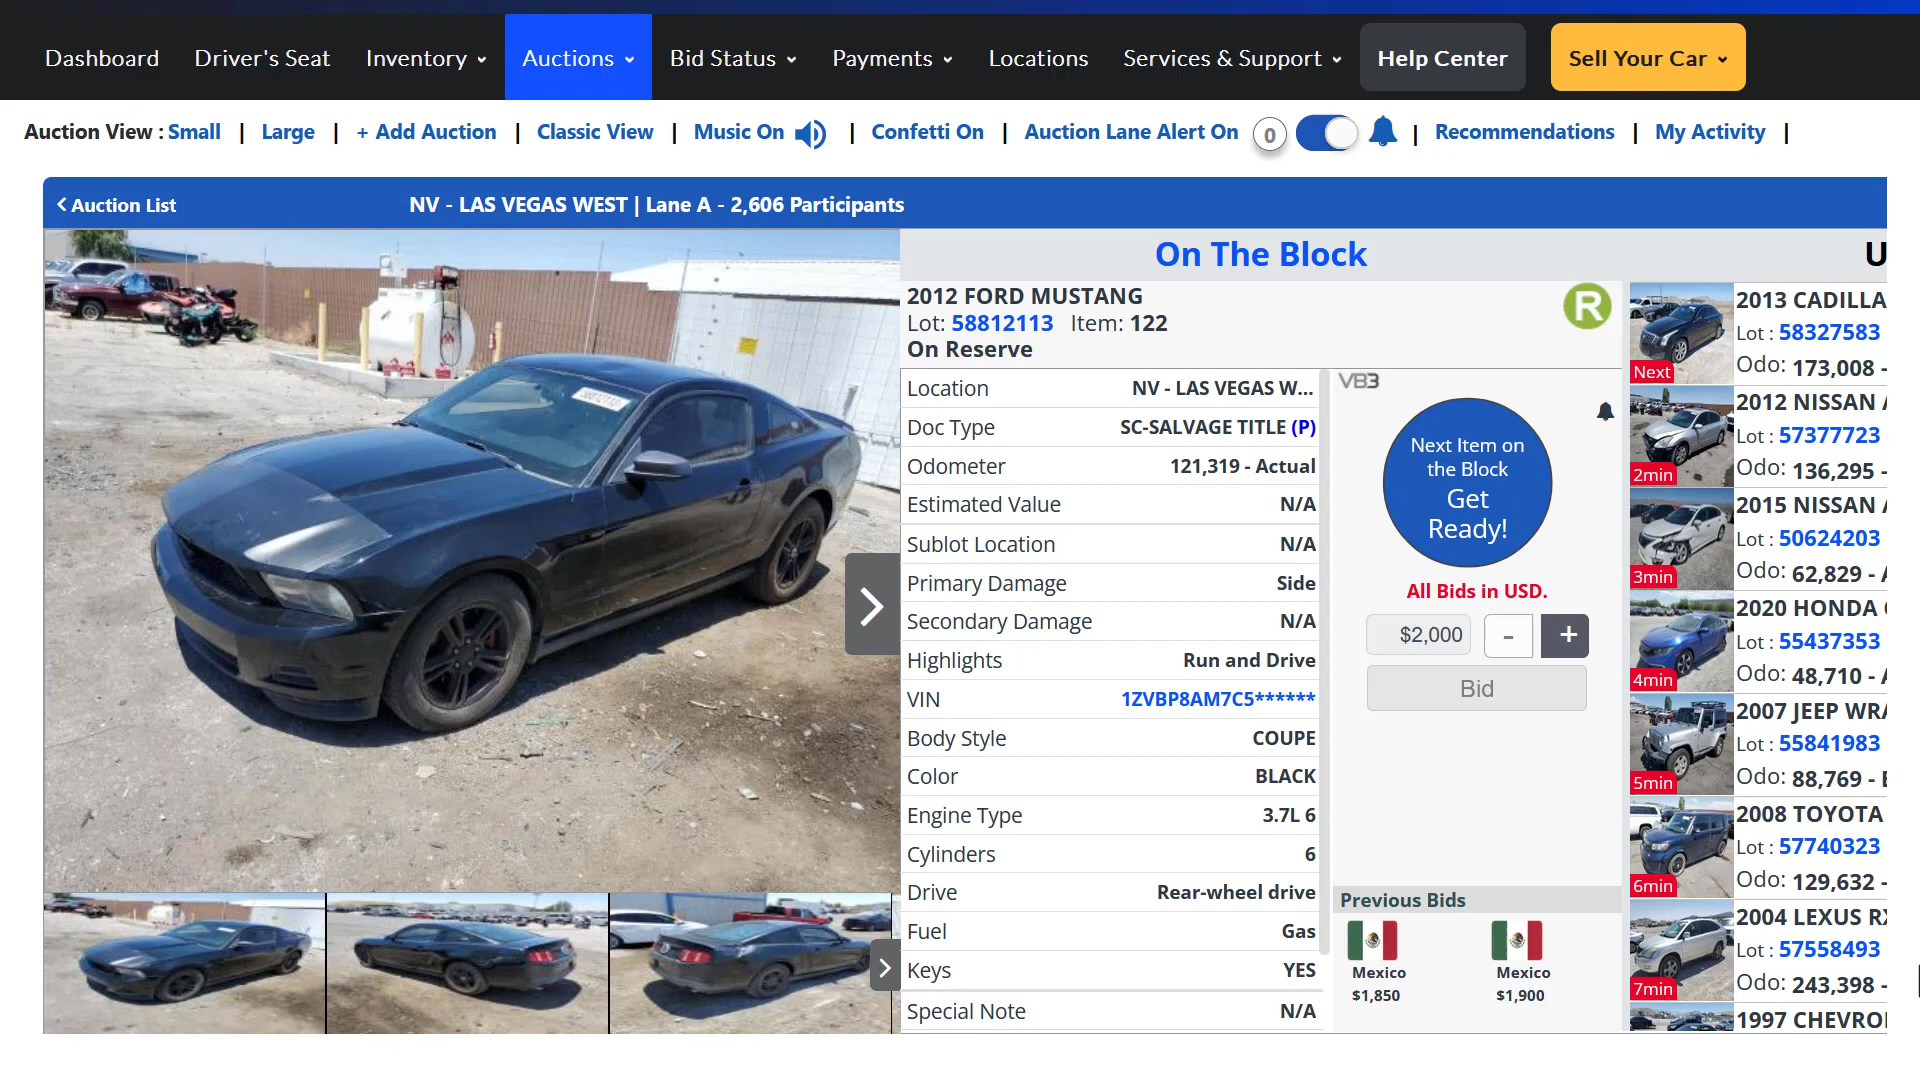 Dashboard
Driver's Seat
Inventory
Auctions
Bid Status
Payments
Locations
Services & Support
Help Center
Sell Your Car
Auction View : Small | Large | + Add Auction | Classic View | Music On | Confetti On | Auction Lane Alert On 0 | Recommendations | My Activity |
Auction List
NV - LAS VEGAS WEST | Lane A - 2,606 Participants
On The Block
U
2012 FORD MUSTANG
Lot: 58812113 Item: 122
On Reserve
R
Location NV - LAS VEGAS W...
Doc Type SC-SALVAGE TITLE (P)
Odometer 121,319 - Actual
Estimated Value N/A
Sublot Location N/A
Primary Damage Side
Secondary Damage N/A
Highlights Run and Drive
VIN 1ZVBP8AM7C5******
Body Style COUPE
Color BLACK
Engine Type 3.7L 6
Cylinders 6
Drive Rear-wheel drive
Fuel Gas
Keys YES
Special Note N/A
VB3
Next Item on
the Block
Get
Ready!
All Bids in USD.
$2,000 - +
Bid
Previous Bids
Mexico
$1,850
Mexico
$1,900
2013 CADILLA
Lot : 58327583
Odo: 173,008 -
Next
2012 NISSAN
Lot : 57377723
Odo: 136,295 -
2min
2015 NISSAN
Lot : 50624203
Odo: 62,829 -
3min
2020 HONDA
Lot : 55437353
Odo: 48,710 -
4min
2007 JEEP WRA
Lot : 55841983
Odo: 88,769 -
5min
2008 TOYOTA
Lot : 57740323
Odo: 129,632 -
6min
2004 LEXUS RX
Lot : 57558493
Odo: 243,398 -
7min
1997 CHEVROL